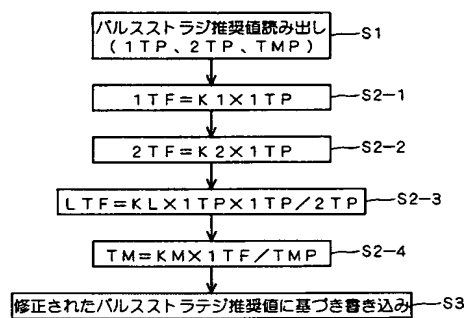 パルスストラジ推奨値読み出し
(1TP、2TP、TMP)
S1
1TF=K1×1TP
S2-1
2TF=K2×1TP
S2-2
LTF=KL×1TP×1TP/2TP
S2-3
TM=KM×1TF/TMP
S2-4
修正されたパルスストラテジ推奨値に基づき書き込み
S3